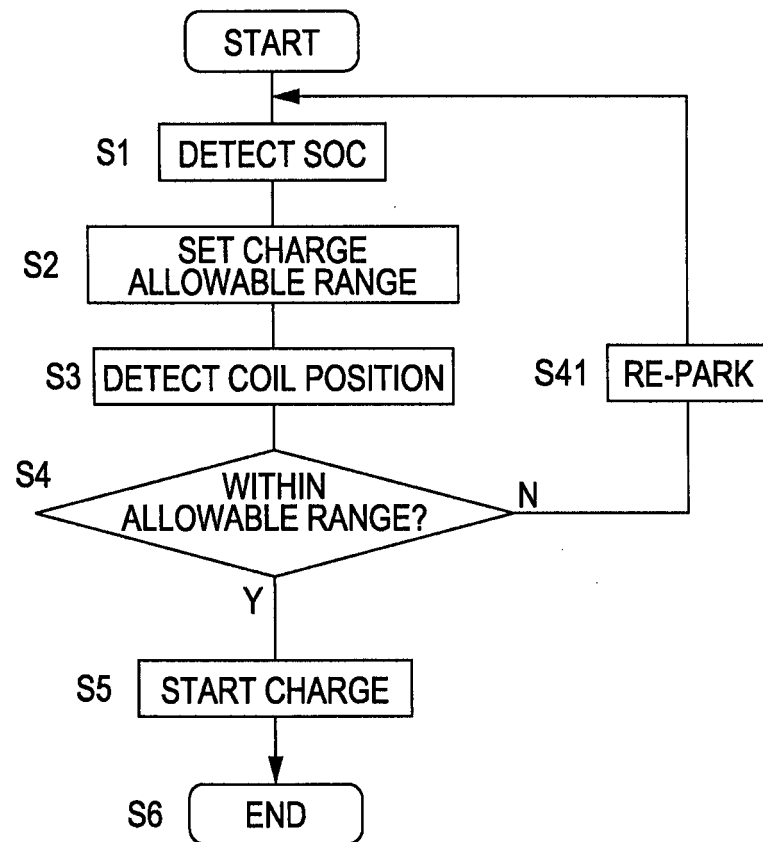 START
S1 DETECT SOC
S2 SET CHARGE
ALLOWABLE RANGE
S3 DETECT COIL POSITION
S41 RE-PARK
S4 WITHIN
ALLOWABLE RANGE?
N
Y
S5 START CHARGE
S6 END